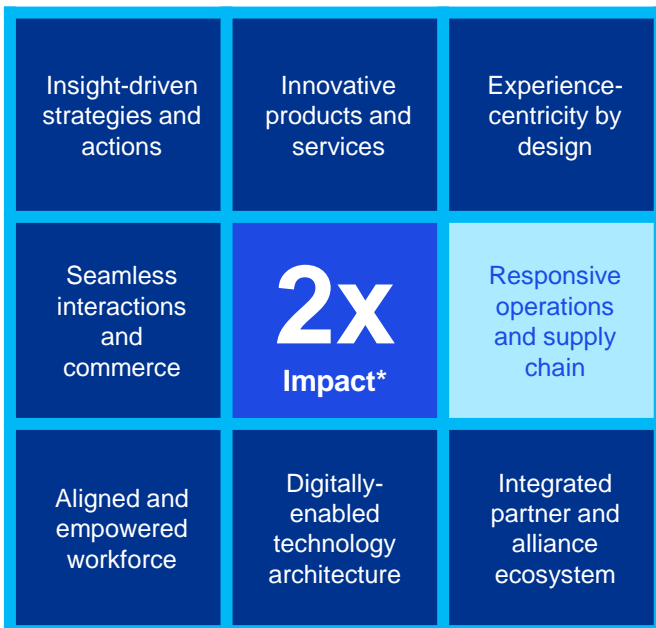 Insight-driven
strategies and
actions
Innovative
products and
services
Experience-
centricity by
design
Seamless
interactions
and
commerce
2x
Impact*
Responsive
operations
and supply
chain
Aligned and
empowered
workforce
Digitally-
enabled
technology
architecture
Integrated
partner and
alliance
ecosystem